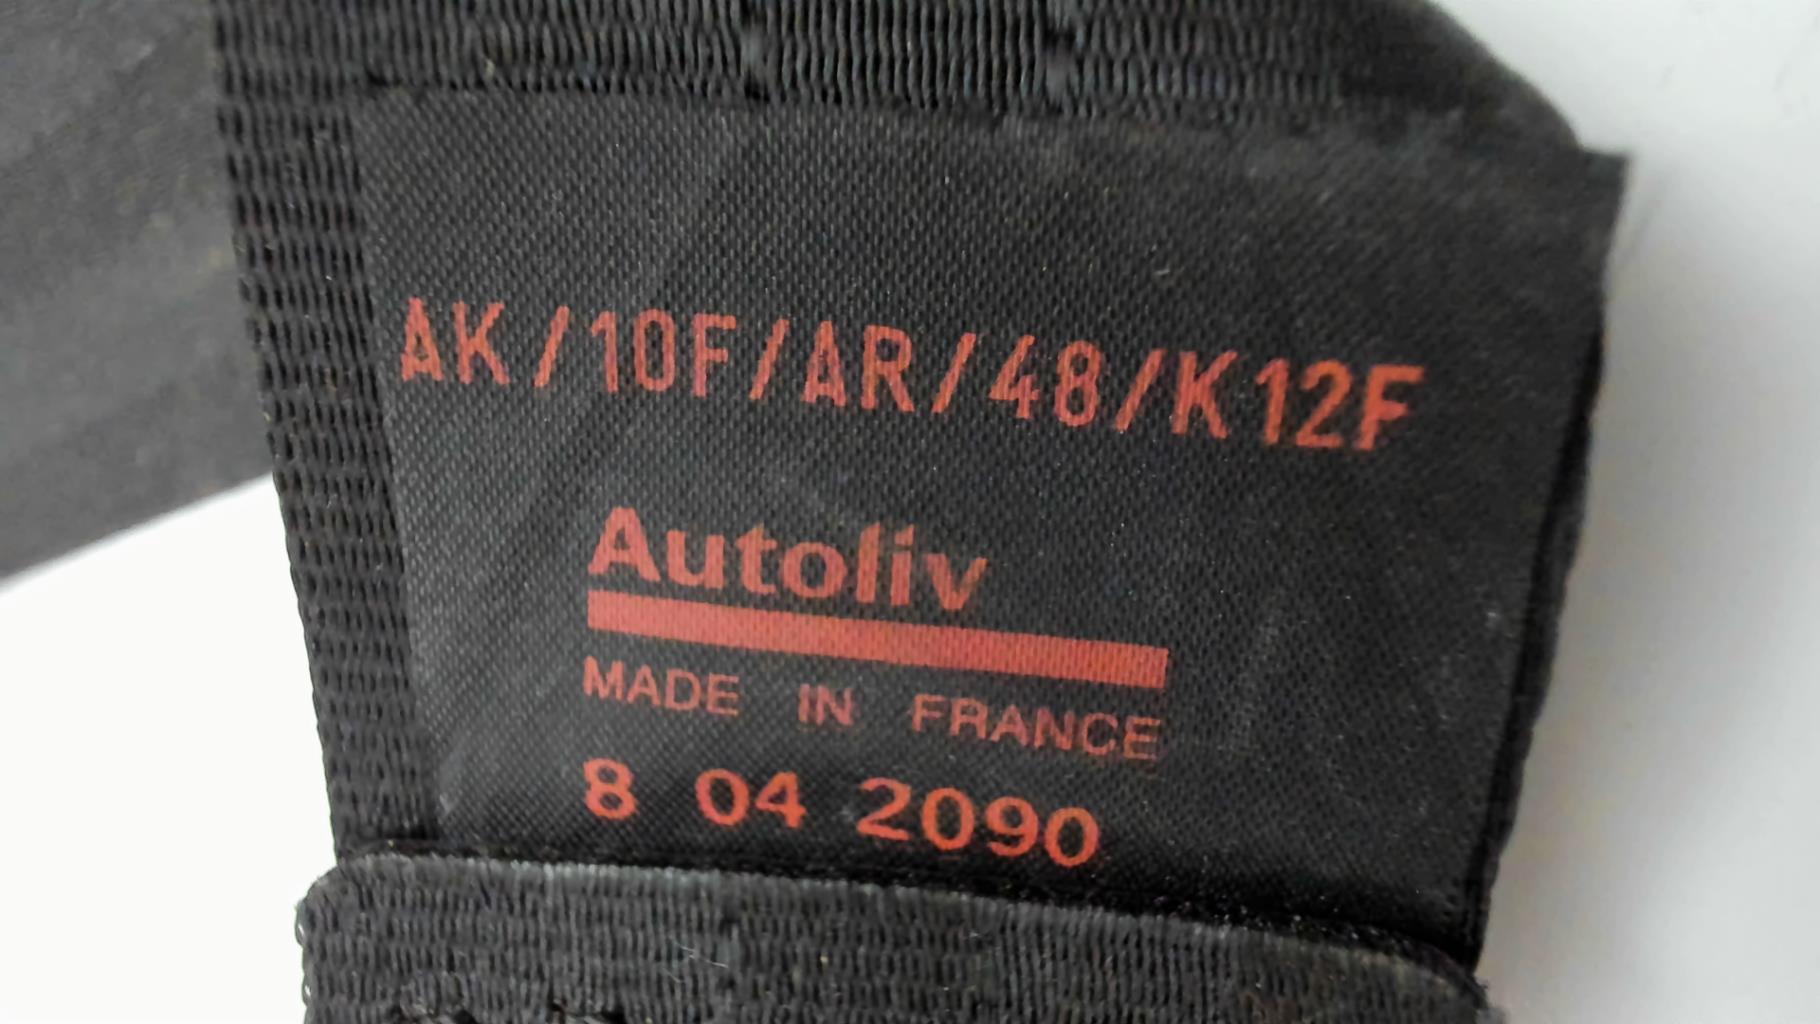 AK/10F/AR/48/K12F
Autoliv
MADE IN FRANCE
8 04 2090